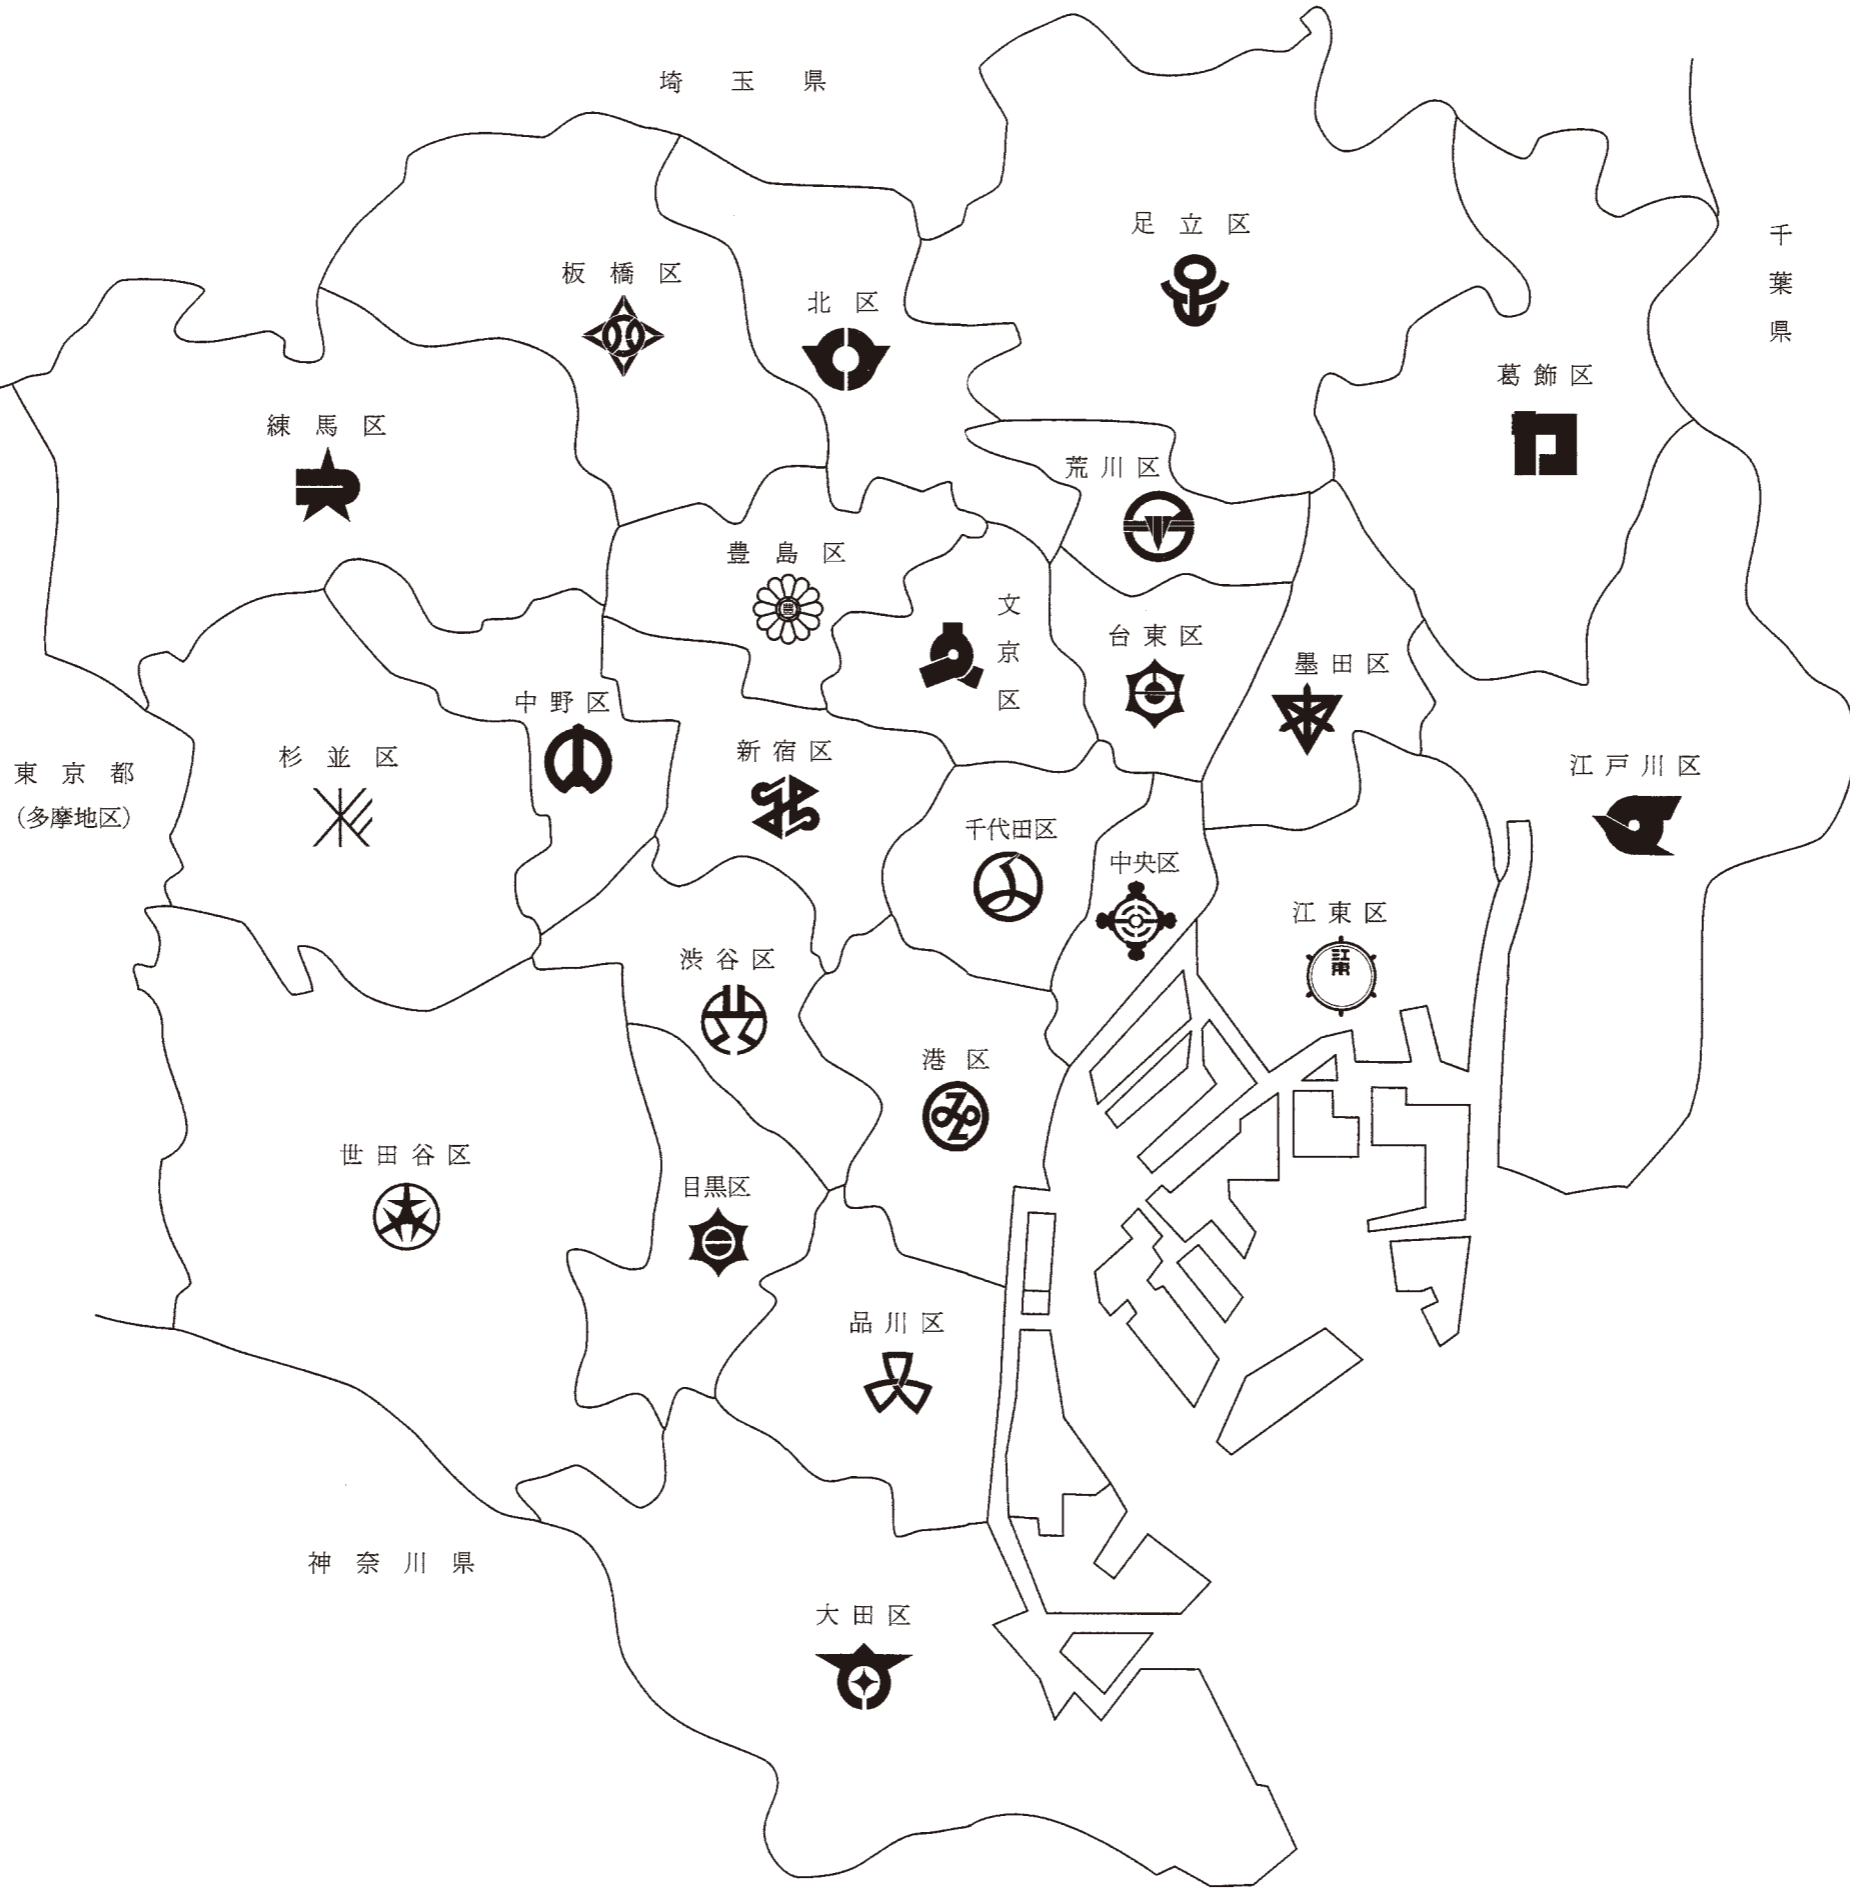 埼玉県
足立区
千葉県
板橋区
北区
葛飾区
練馬区
荒川区
豊島区
豊
文京区
台東区
墨田区
中野区
杉並区
新宿区
江戸川区
東京都
(多摩地区)
千代田区
中央区
江東区
江東
渋谷区
港区
世田谷区
目黒区
品川区
神奈川県
大田区